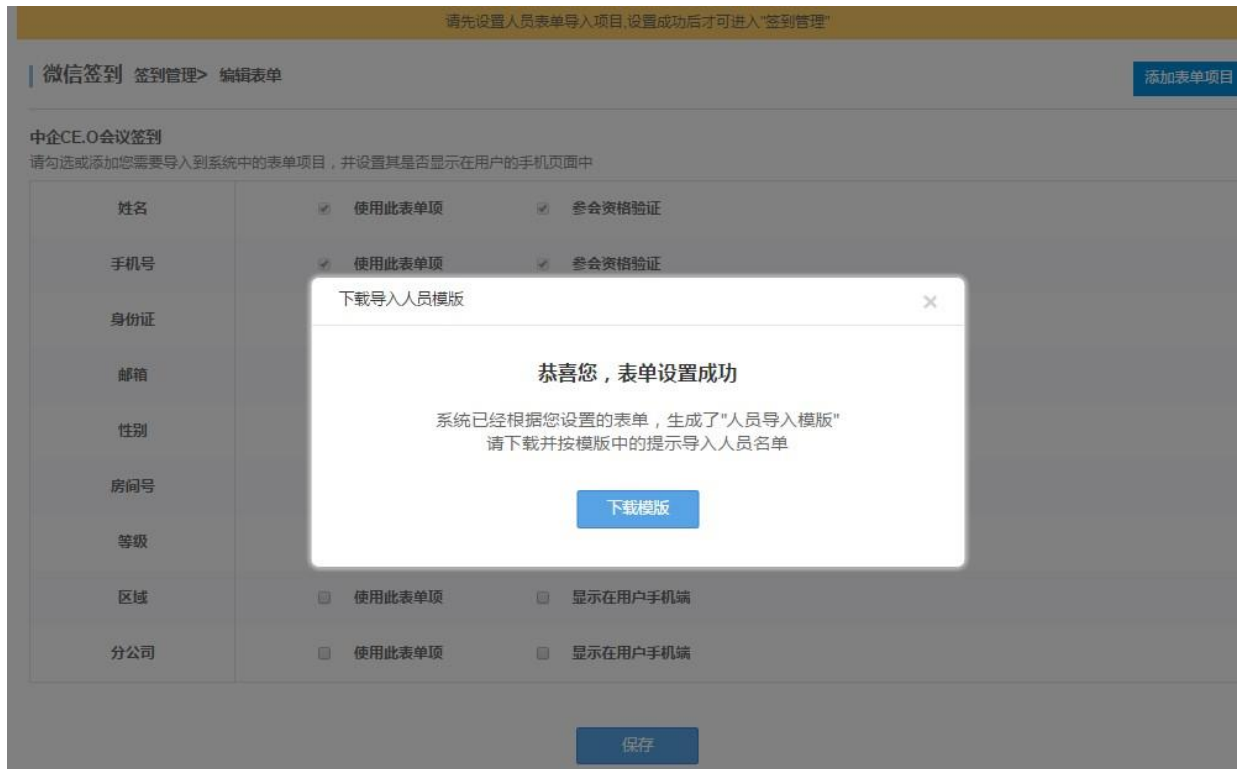 请先设置人员表单导入项目,设置成功后才可进入"签到管理"
微信签到 签到管理> 编辑表单
添加表单项目
中企CE.O会议签到
请勾选或添加您需要导入到系统中的表单项目，并设置其是否显示在用户的手机页面中
姓名 使用此表单项 参会资格验证
手机号 使用此表单项 参会资格验证
下载导入人员模版 ×
身份证
恭喜您，表单设置成功
邮箱
系统已经根据您设置的表单，生成了"人员导入模版"
性别
请下载并按模版中的提示导入人员名单
房间号
下载模版
等级
区域 使用此表单项 显示在用户手机端
分公司 使用此表单项 显示在用户手机端
保存